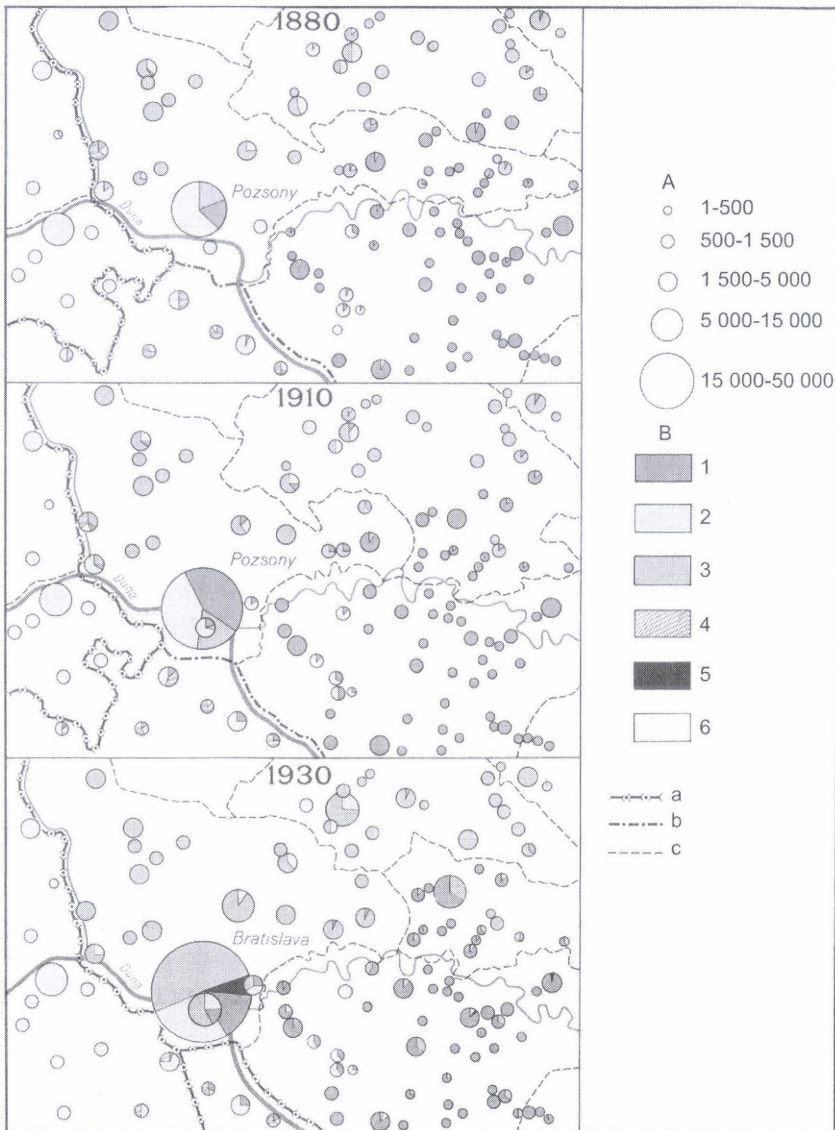 1880
Pozsony
Duna
1910
Pozsony
Duna
1930
Bratislava
Duna
A
1-500
500-1 500
1 500-5 000
5 000-15 000
15 000-50 000
B
1
2
3
4
5
6
a
b
c